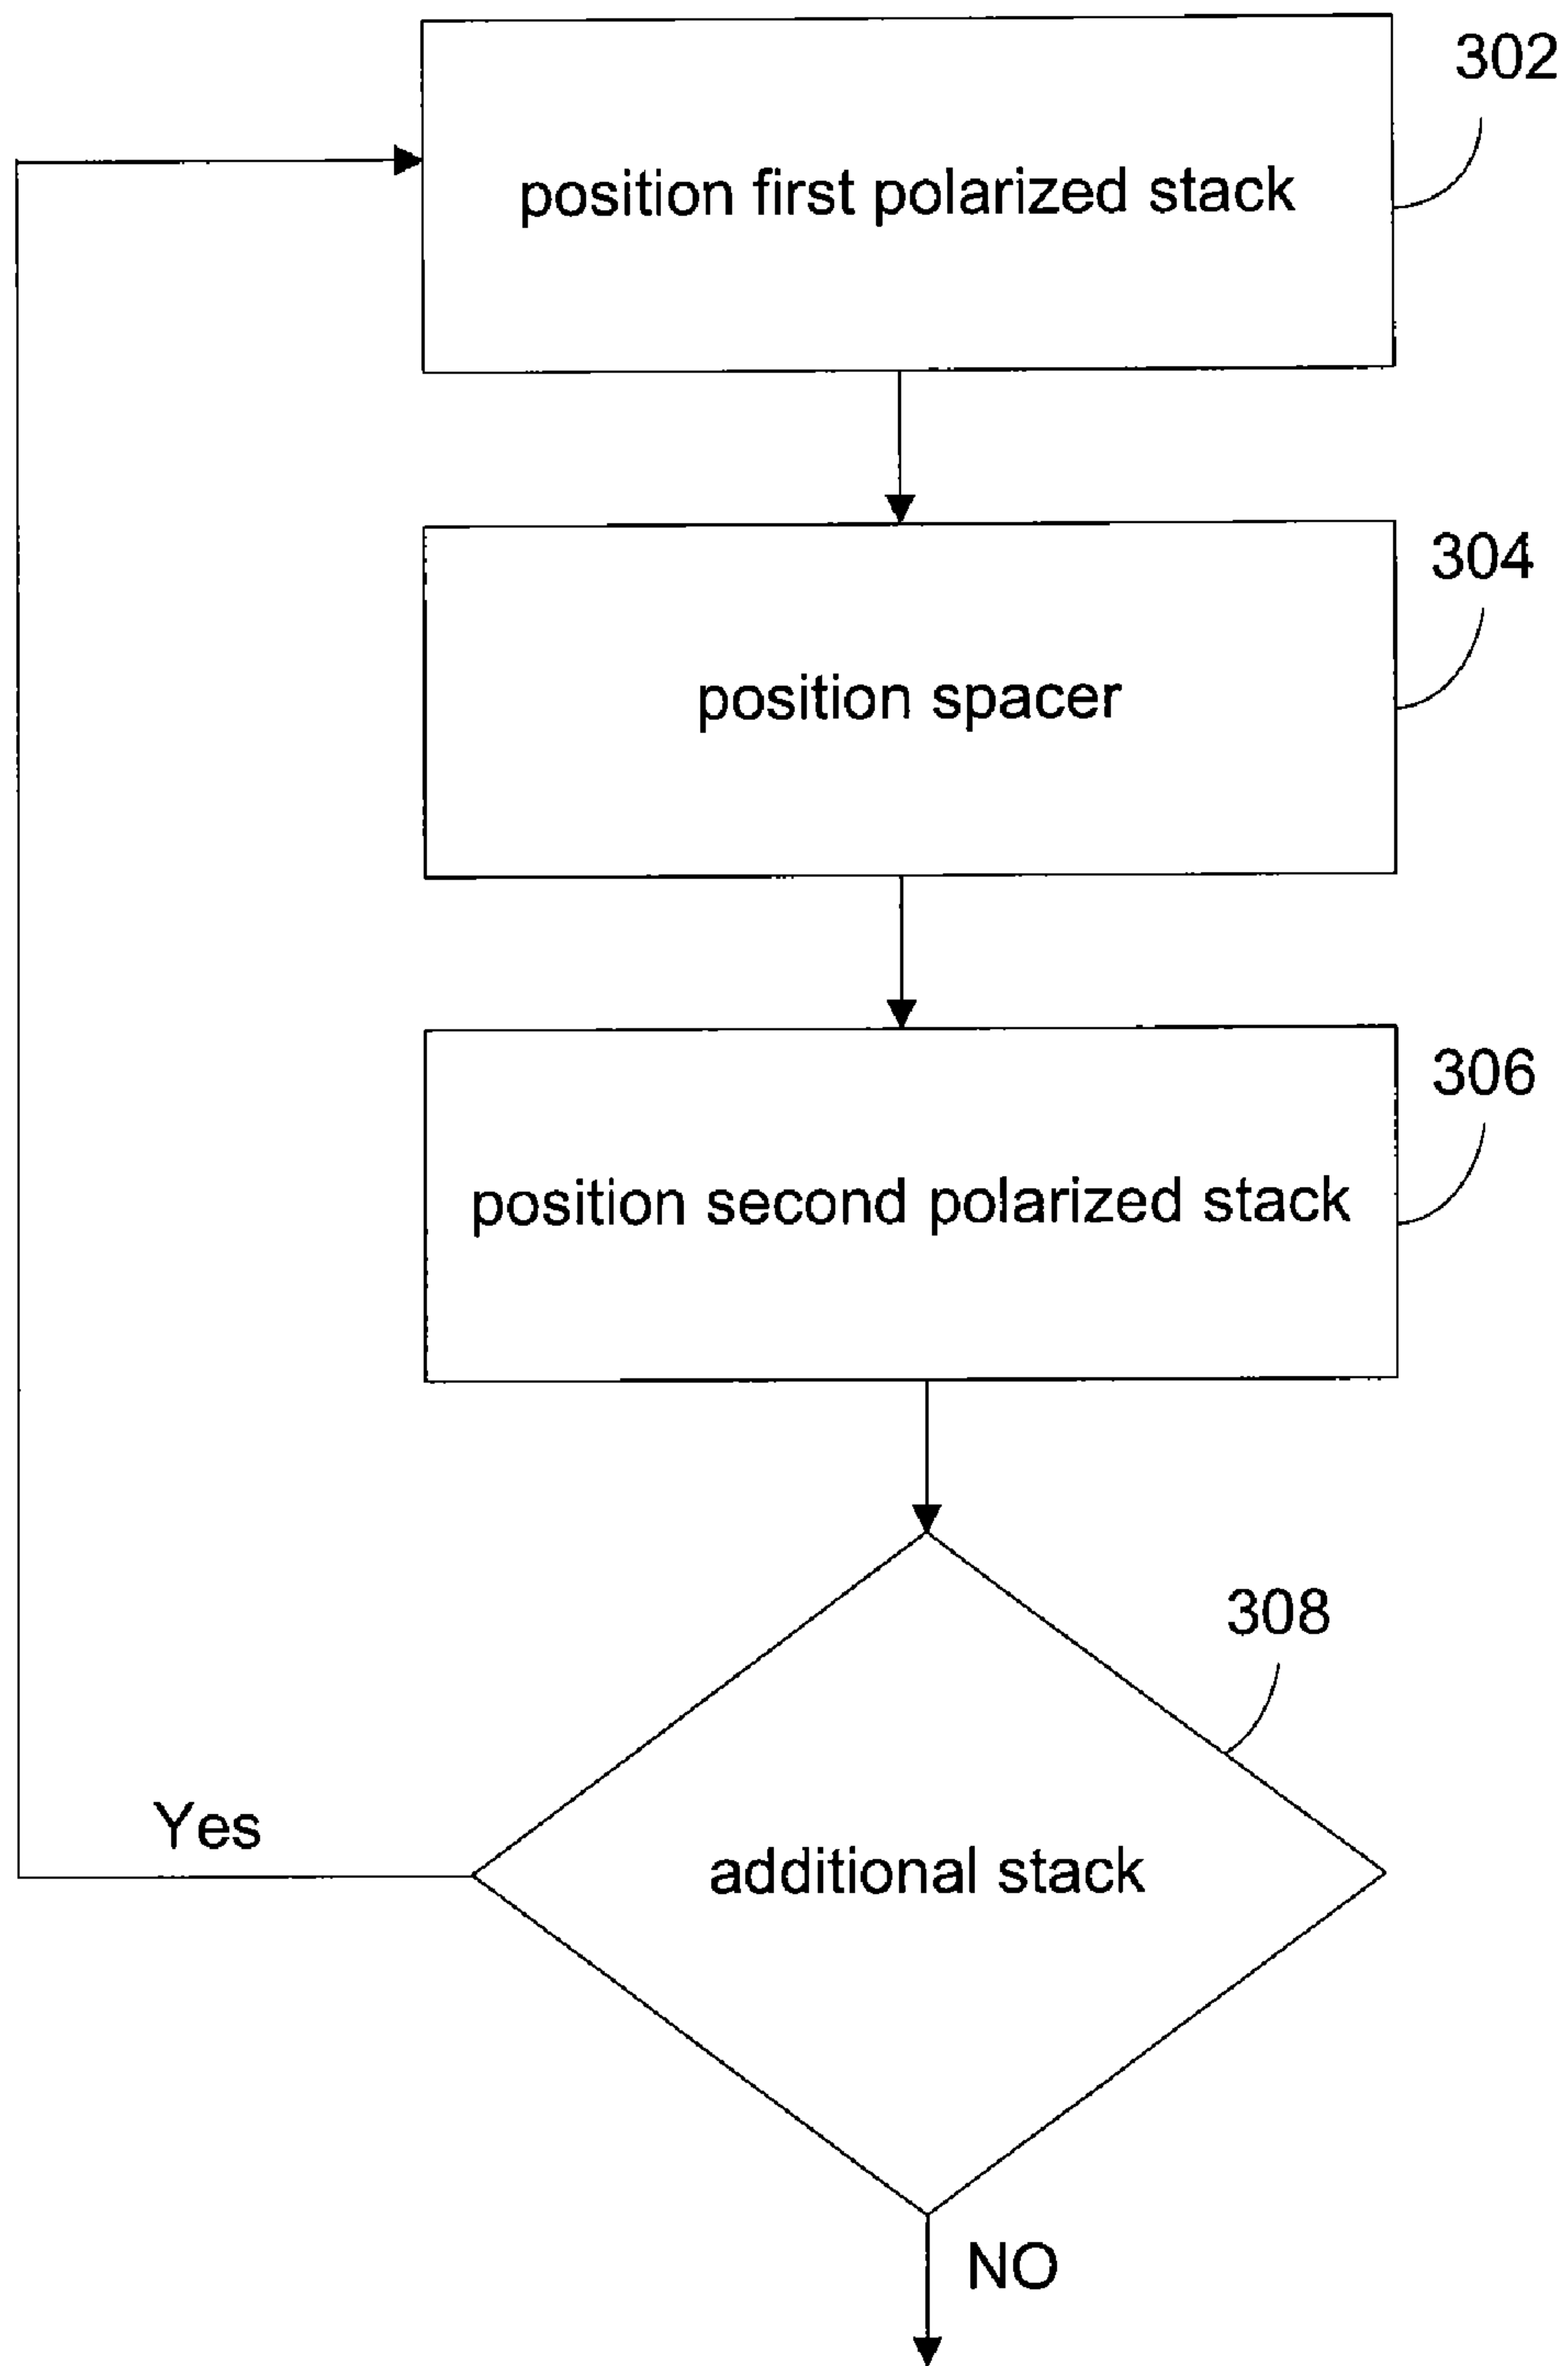 302
position first polarized stack
304
position spacer
306
position second polarized stack
308
Yes
additional stack
NO